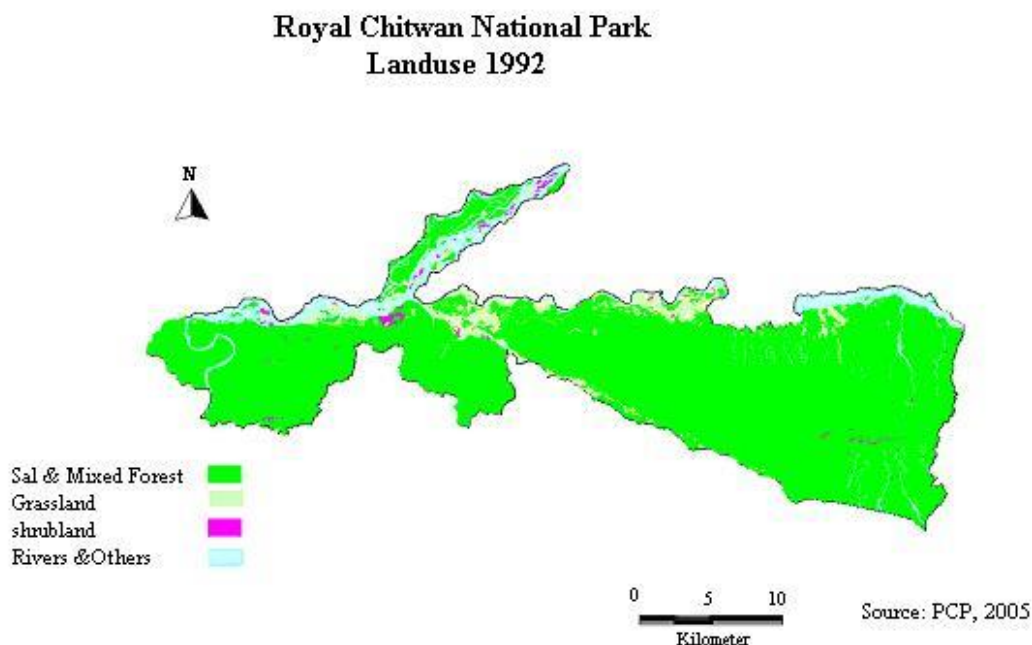 Royal Chitwan National Park
Landuse 1992
N
Sal & Mixed Forest
Grassland
shrubland
Rivers &Others
0 5 10
Kilometer
Source: PCP, 2005